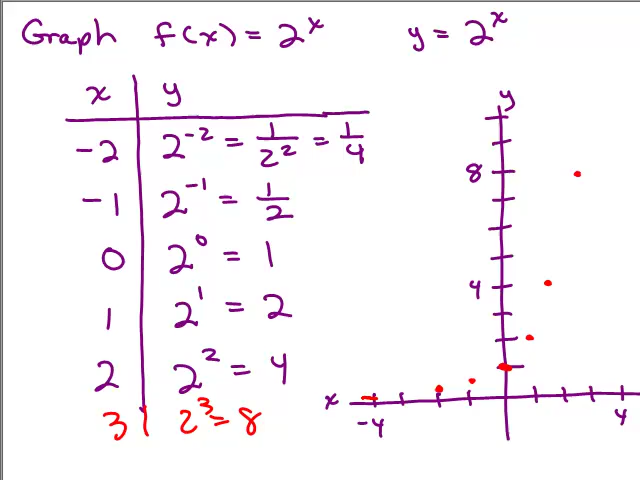 Graph f(x) = 2^x y = 2^x
x y
-2 2^-2 = 1/2^2 = 1/4
-1 2^-1 = 1/2
0 2^0 = 1
1 2^1 = 2
2 2^2 = 4
3 2^3 = 8
y
8
4
x -4 4